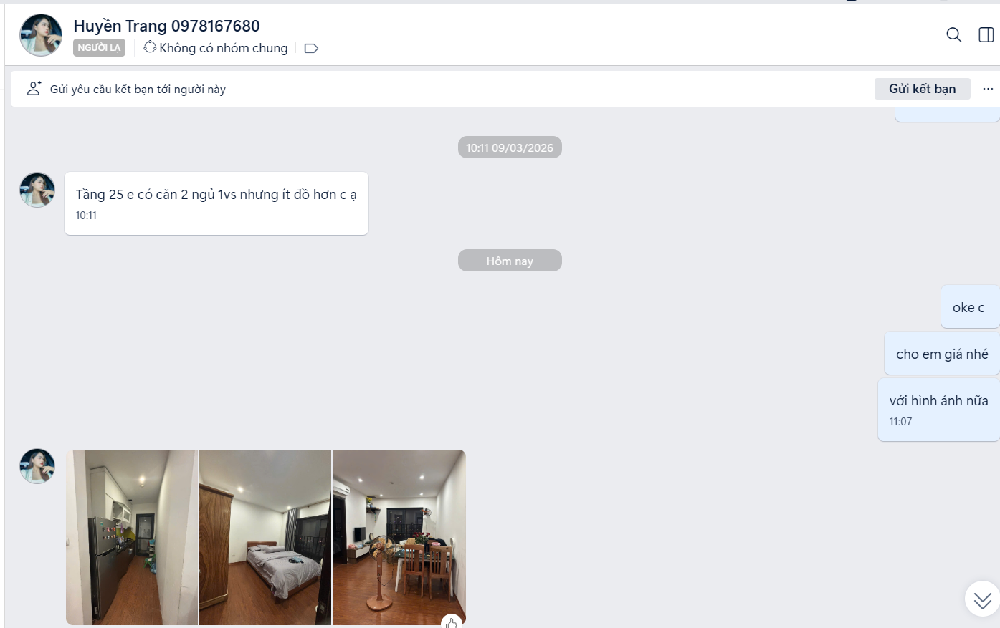 Huyền Trang 0978167680
NGƯỜI LẠ
Không có nhóm chung
Gửi yêu cầu kết bạn tới người này
Gửi kết bạn
10:11 09/03/2026
Tầng 25 e có căn 2 ngủ 1vs nhưng ít đồ hơn c ạ
10:11
Hôm nay
oke c
cho em giá nhé
với hình ảnh nữa
11:07